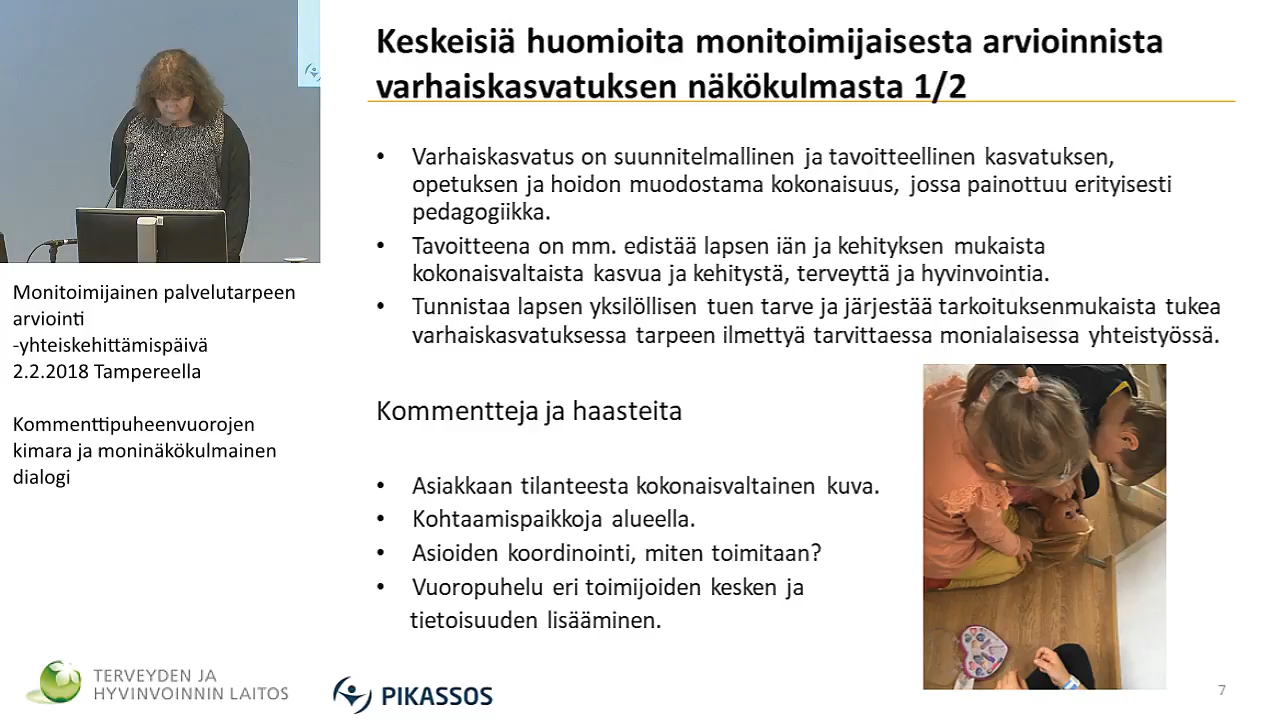 Keskeisiä huomioita monitoimijaisesta arvioinnista
varhaiskasvatuksen näkökulmasta 1/2
• Varhaiskasvatus on suunnitelmallinen ja tavoitteellinen kasvatuksen,
opetuksen ja hoidon muodostama kokonaisuus, jossa painottuu erityisesti
pedagogiikka.
• Tavoitteena on mm. edistää lapsen iän ja kehityksen mukaista
kokonaisvaltaista kasvua ja kehitystä, terveyttä ja hyvinvointia.
• Tunnistaa lapsen yksilöllisen tuen tarve ja järjestää tarkoituksenmukaista tukea
varhaiskasvatuksessa tarpeen ilmettyä tarvittaessa monialaisessa yhteistyössä.
Kommentteja ja haasteita
• Asiakkaan tilanteesta kokonaisvaltainen kuva.
• Kohtaamispaikkoja alueella.
• Asioiden koordinointi, miten toimitaan?
• Vuoropuhelu eri toimijoiden kesken ja
tietoisuuden lisääminen.
Monitoimijainen palvelutarpeen
arviointi
-yhteiskehittämispäivä
2.2.2018 Tampereella
Kommenttipuheenvuorojen
kimara ja moninäkökulmainen
dialogi
TERVEYDEN JA
HYVINVOINNIN LAITOS
PIKASSOS
7